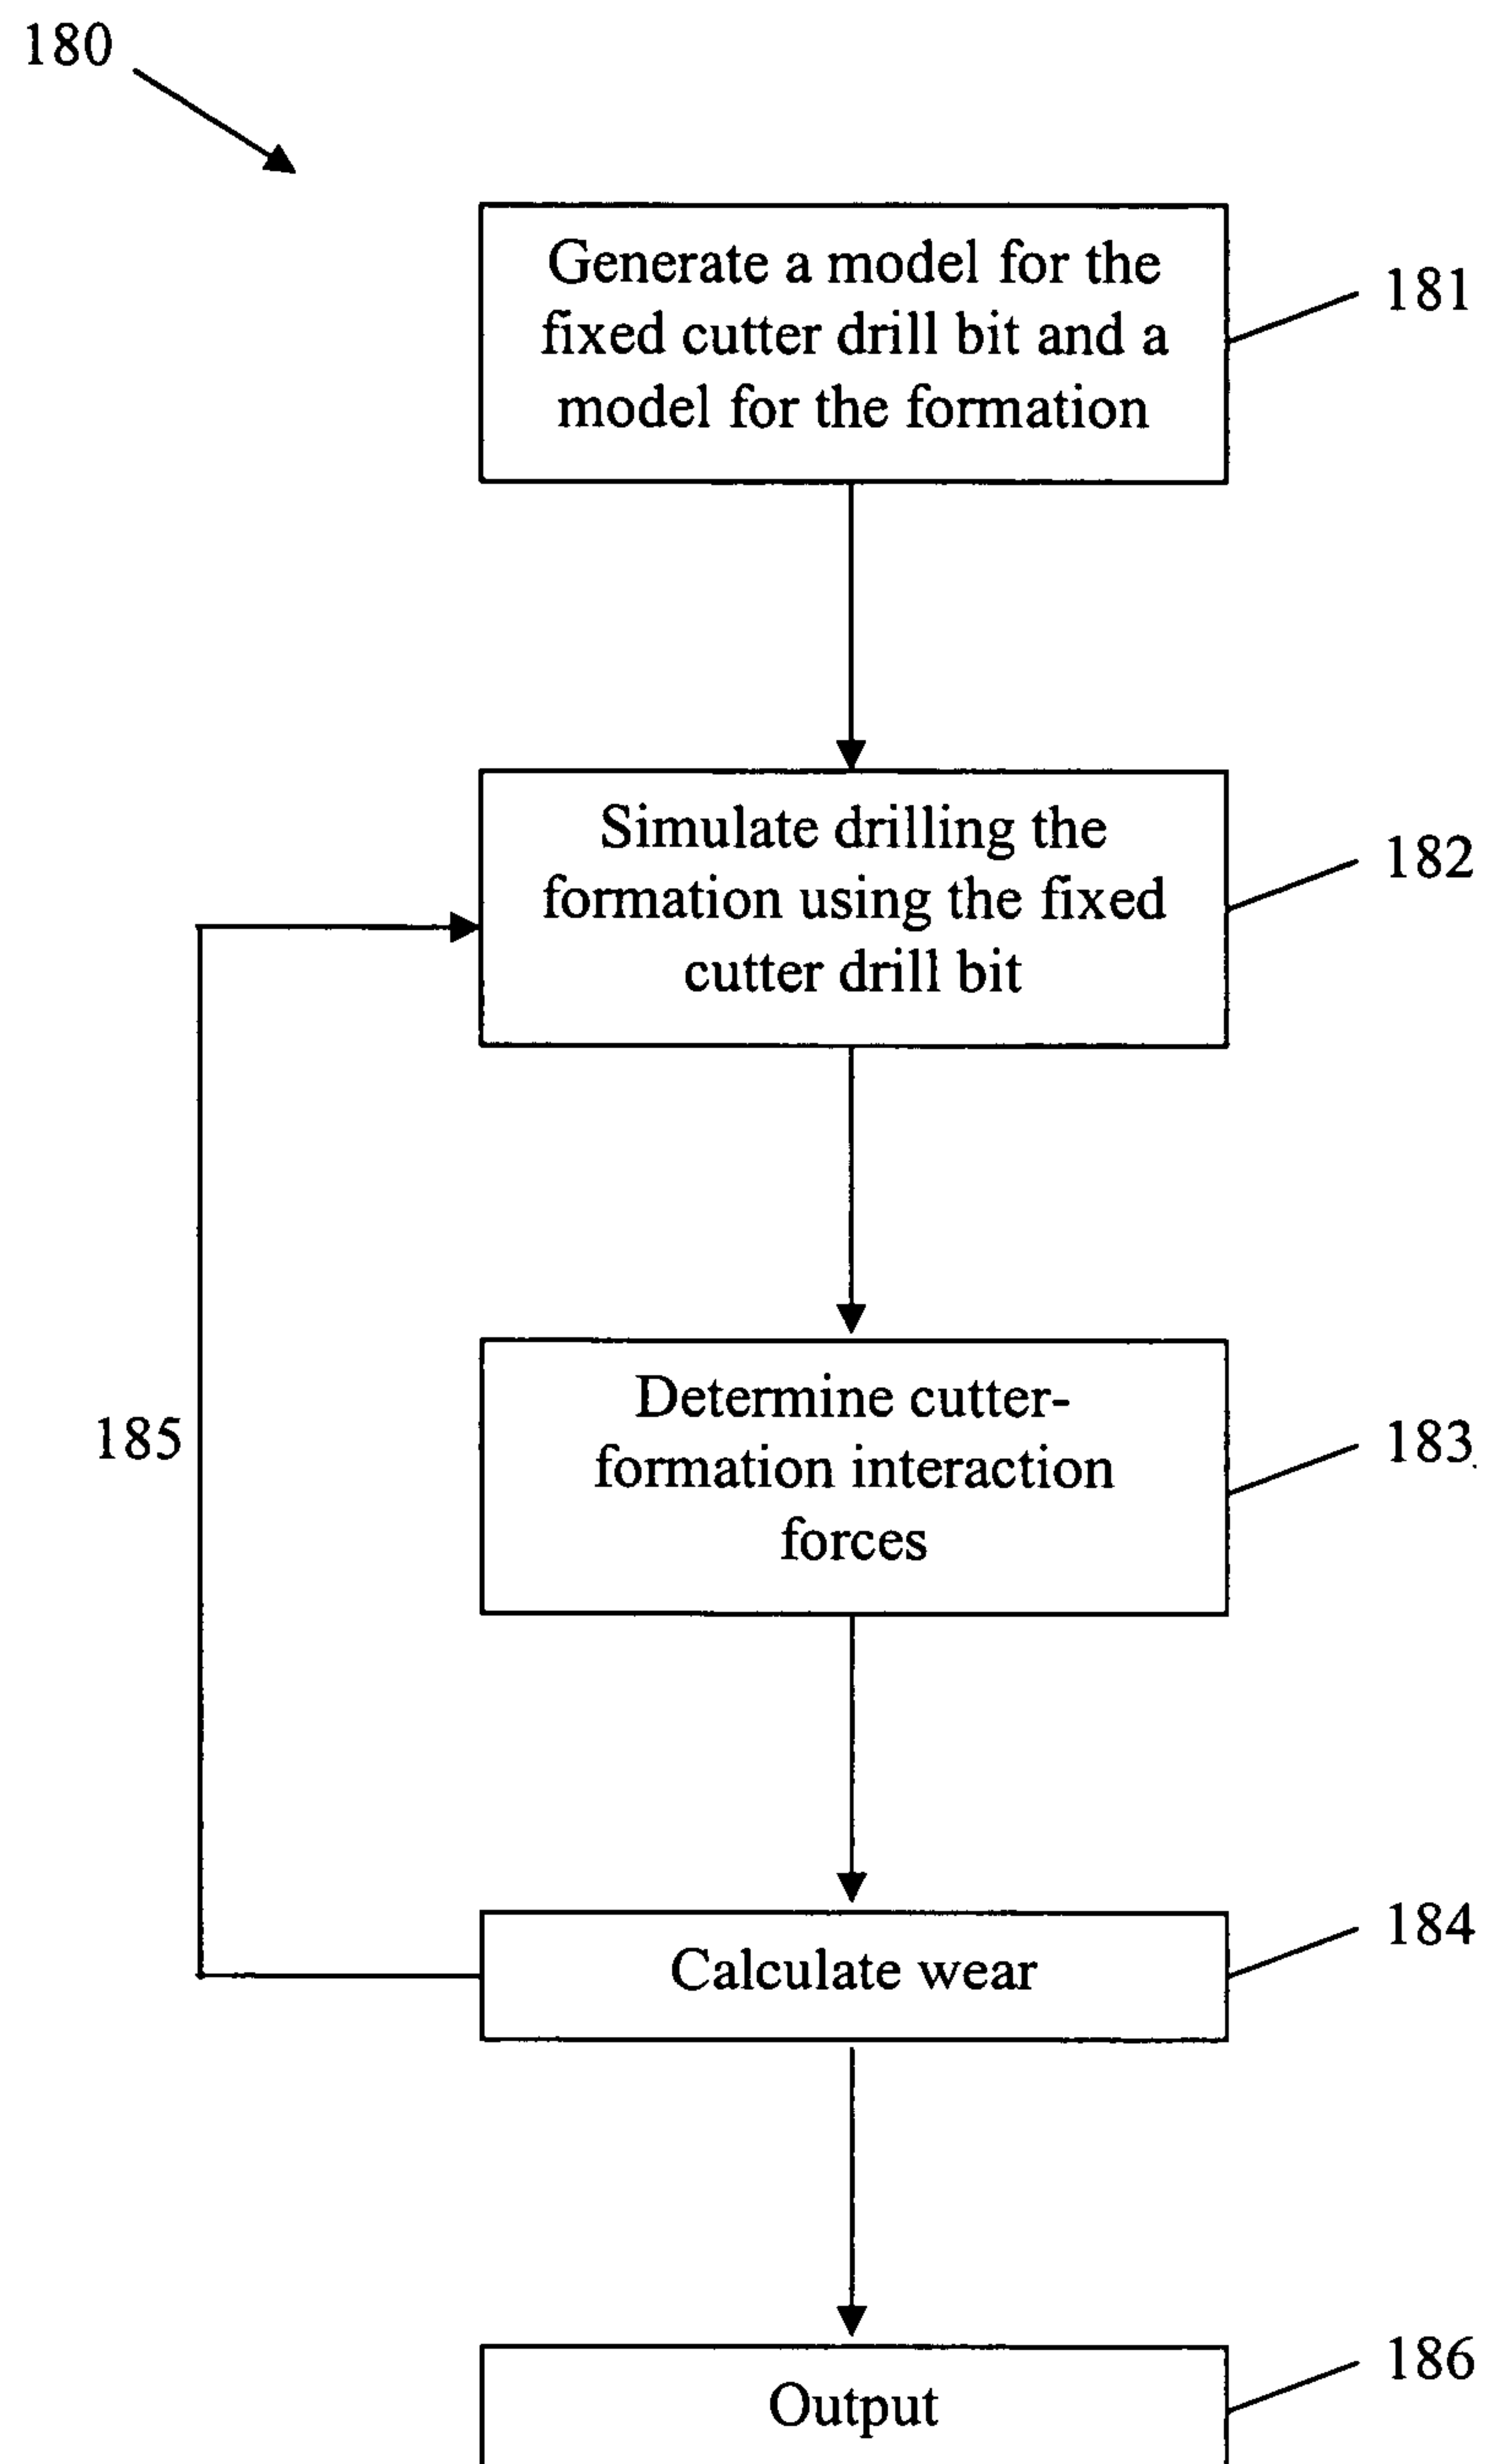 180
Generate a model for the
fixed cutter drill bit and a
model for the formation
181
Simulate drilling the
formation using the fixed
cutter drill bit
182
Determine cutter-
formation interaction
forces
183
185
Calculate wear
184
Output
186